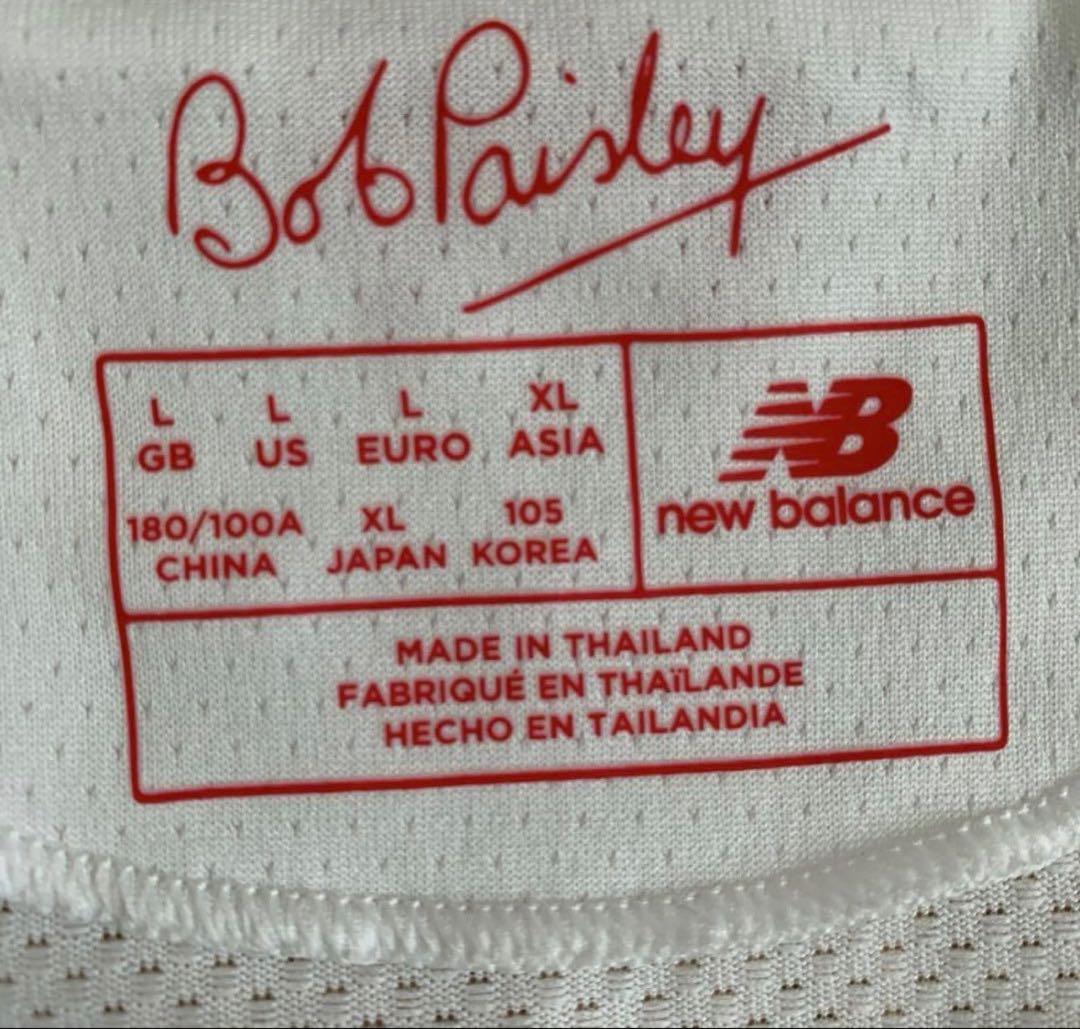 Bob Paisley
L L L XL
GB US EURO ASIA
180/100A XL 105
CHINA JAPAN KOREA
NB
new balance
MADE IN THAILAND
FABRIQUÉ EN THAïLANDE
HECHO EN TAILANDIA